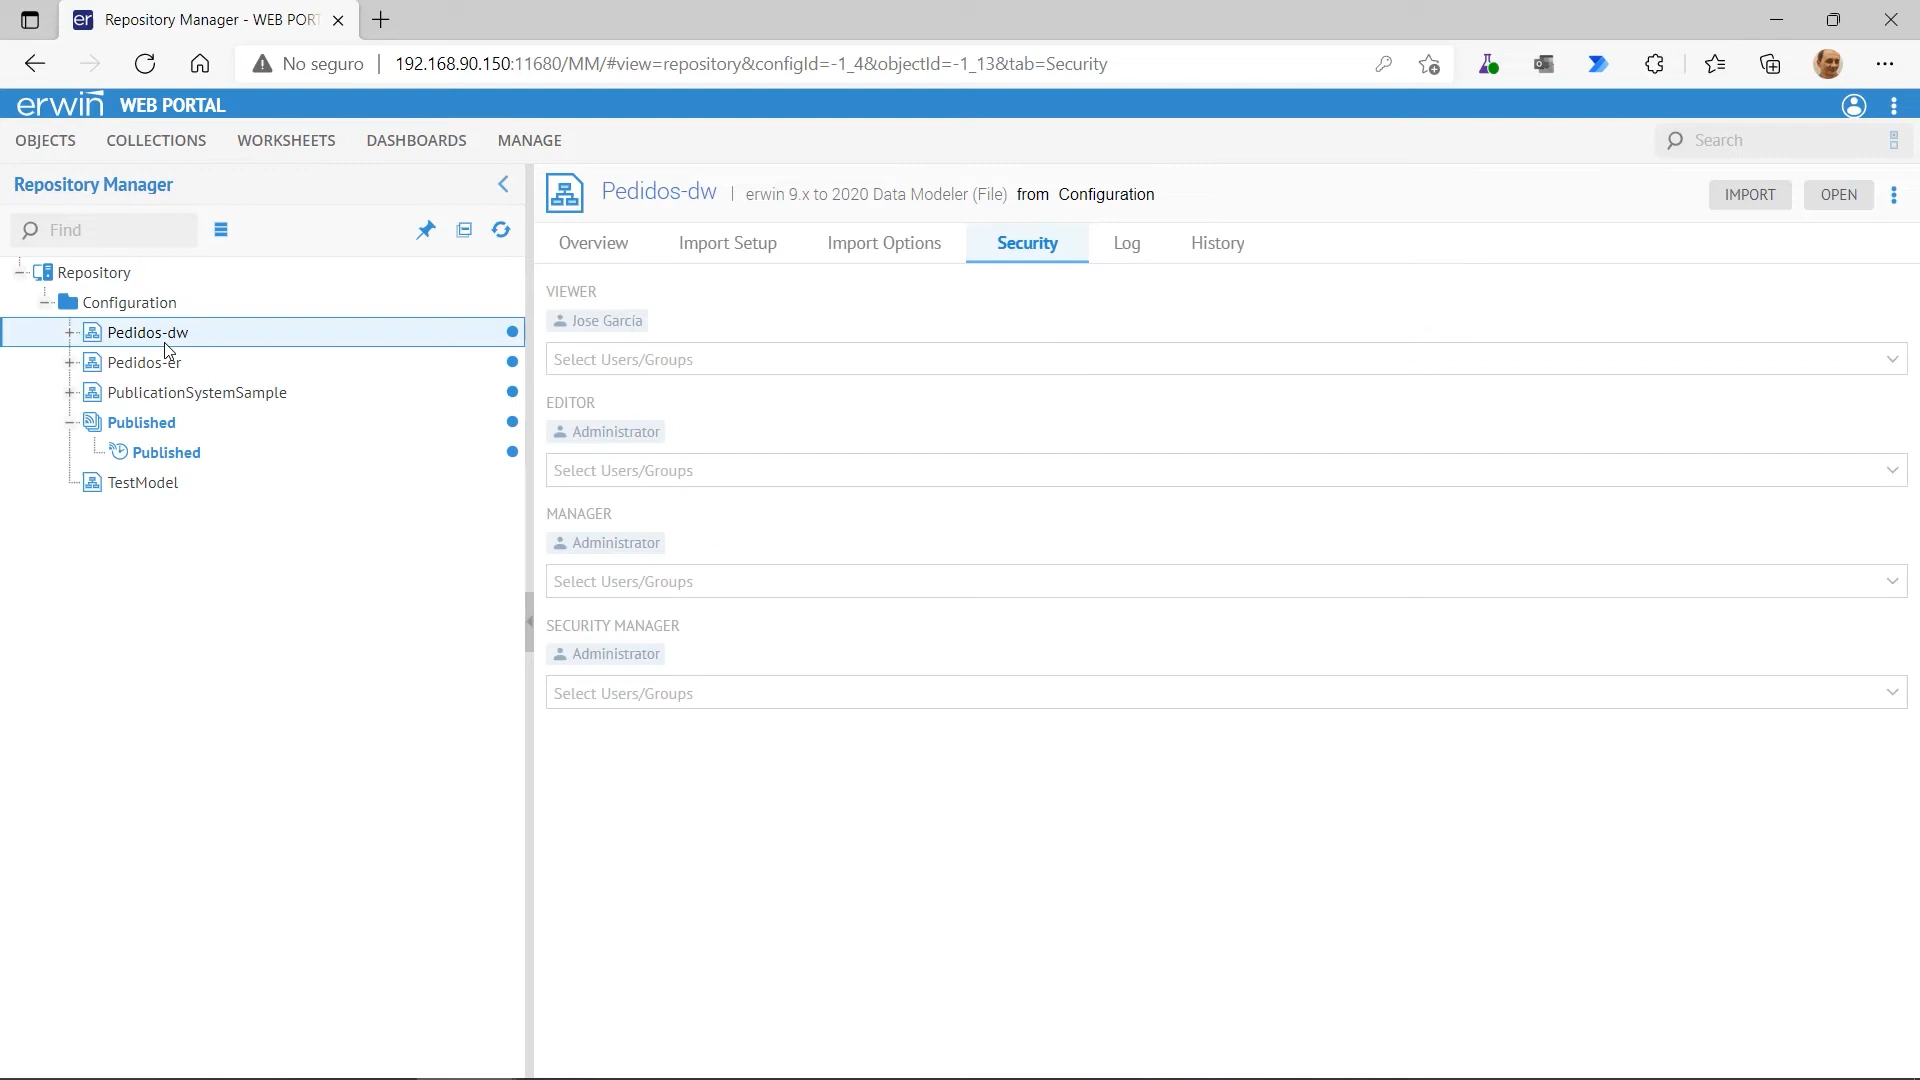 Repository Manager - WEB PORT
No seguro
192.168.90.150:11680/MM/#view=repository&configId=-1_4&objectId=-1_13&tab=Security
erwin WEB PORTAL
OBJECTS COLLECTIONS WORKSHEETS DASHBOARDS MANAGE
Search
Repository Manager
Find
Repository
Configuration
Pedidos-dw
Pedidos-er
PublicationSystemSample
Published
Published
TestModel
Pedidos-dw | erwin 9.x to 2020 Data Modeler (File) from Configuration
IMPORT OPEN
Overview Import Setup Import Options Security Log History
VIEWER
Jose García
Select Users/Groups
EDITOR
Administrator
Select Users/Groups
MANAGER
Administrator
Select Users/Groups
SECURITY MANAGER
Administrator
Select Users/Groups